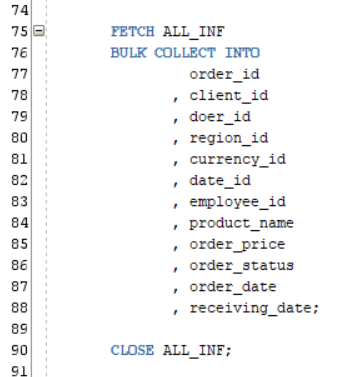 74
75 FETCH ALL_INF
76 BULK COLLECT INTO
77 order_id
78 , client_id
79 , doer_id
80 , region_id
81 , currency_id
82 , date_id
83 , employee_id
84 , product_name
85 , order_price
86 , order_status
87 , order_date
88 , receiving_date;
89
90 CLOSE ALL_INF;
91